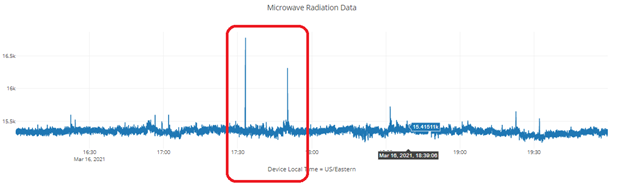 Microwave Radiation Data
16.5k
16k
15.5k
16:30
17:00
17:30
19:00
19:30
Mar 16, 2021
15.41511k
Mar 16, 2021, 18:39:06
Device Local Time = US/Eastern